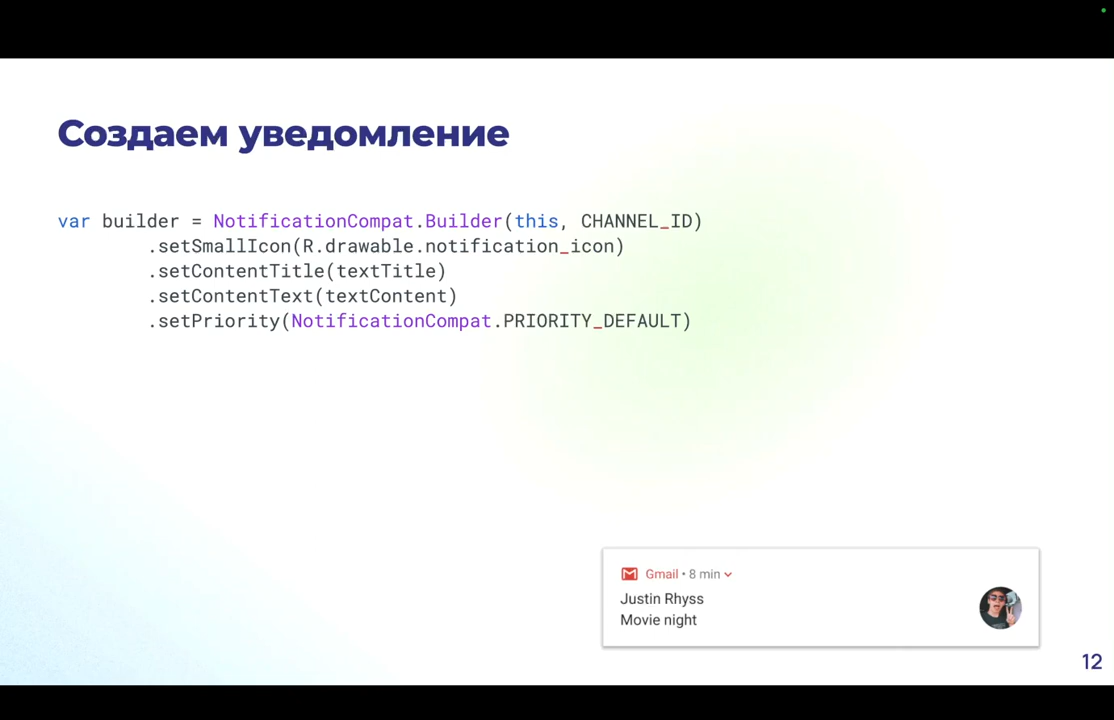 Создаем уведомление
var builder = NotificationCompat.Builder(this, CHANNEL_ID)
        .setSmallIcon(R.drawable.notification_icon)
        .setContentTitle(textTitle)
        .setContentText(textContent)
        .setPriority(NotificationCompat.PRIORITY_DEFAULT)
Gmail • 8 min
Justin Rhyss
Movie night
12